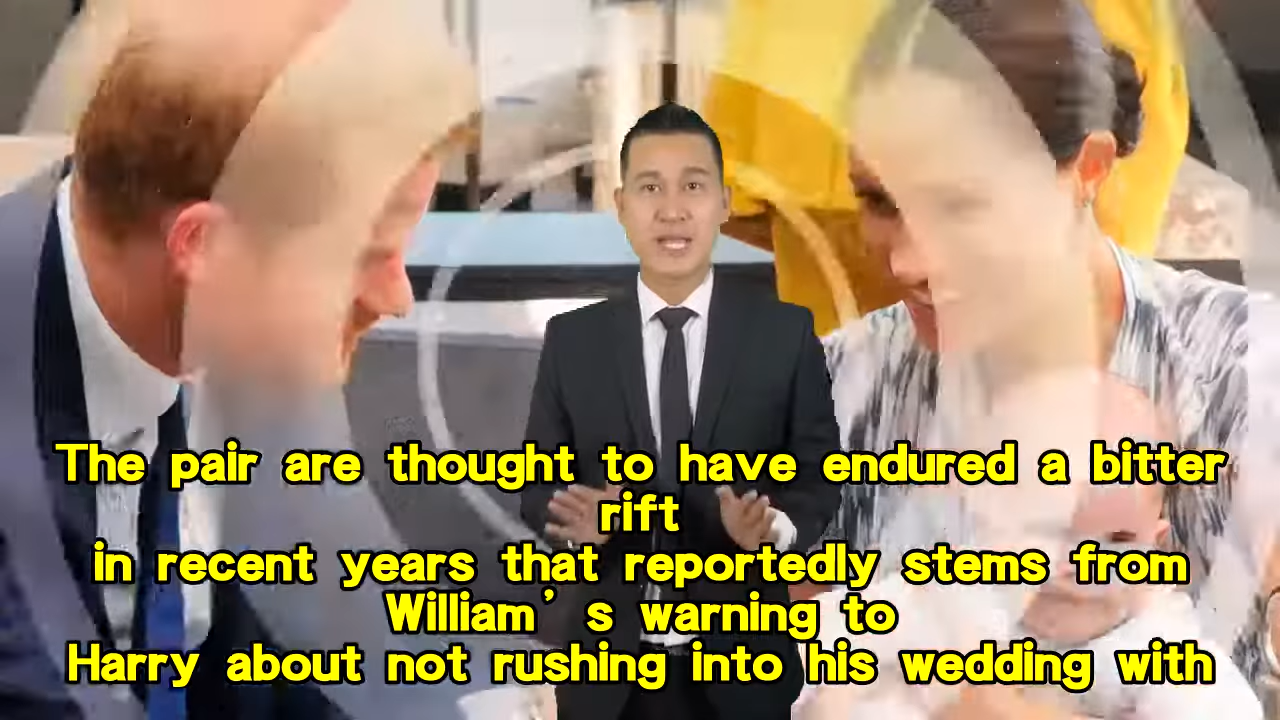 The pair are thought to have endured a bitter
rift
in recent years that reportedly stems from
William’s warning to
Harry about not rushing into his wedding with